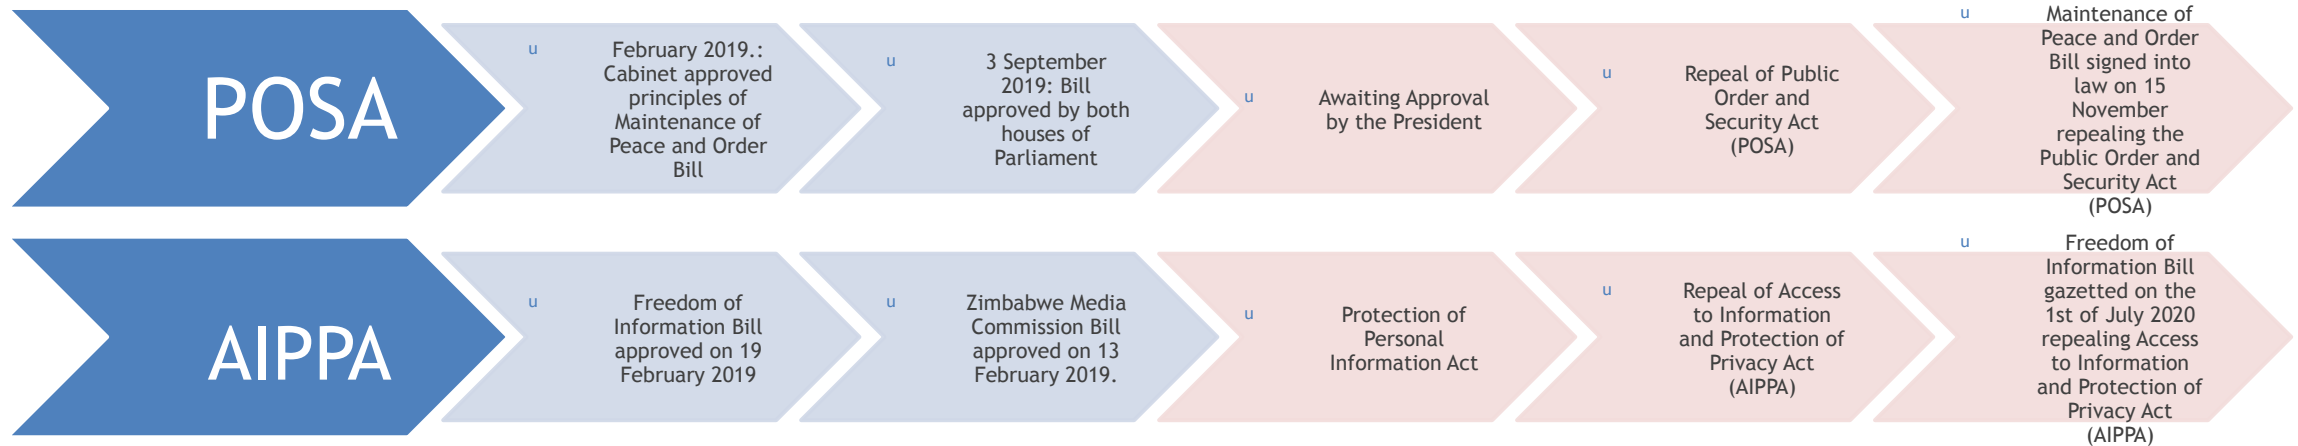 POSA
u
February 2019.:
Cabinet approved
principles of
Maintenance of
Peace and Order
Bill
u
3 September
2019: Bill
approved by both
houses of
Parliament
u
Awaiting Approval
by the President
u
Repeal of Public
Order and
Security Act
(POSA)
u
Maintenance of
Peace and Order
Bill signed into
law on 15
November
repealing the
Public Order and
Security Act
(POSA)
AIPPA
u
Freedom of
Information Bill
approved on 19
February 2019
u
Zimbabwe Media
Commission Bill
approved on 13
February 2019.
u
Protection of
Personal
Information Act
u
Repeal of Access
to Information
and Protection of
Privacy Act
(AIPPA)
u
Freedom of
Information Bill
gazetted on the
1st of July 2020
repealing Access
to Information
and Protection of
Privacy Act
(AIPPA)